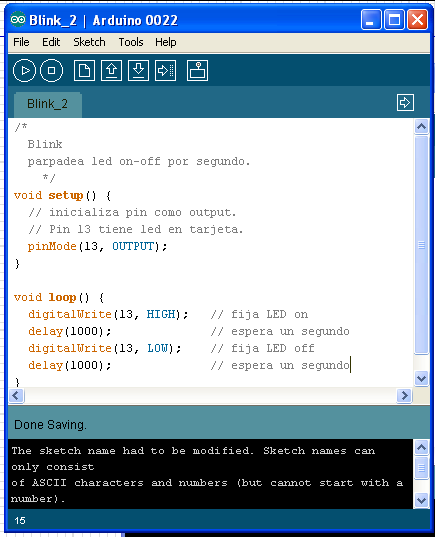 Blink_2 | Arduino 0022
File Edit Sketch Tools Help
Blink_2
/*
Blink
parpadea led on-off por segundo.
*/
void setup() {
// inicializa pin como output.
// Pin 13 tiene led en tarjeta.
pinMode(13, OUTPUT);
}
void loop() {
digitalWrite(13, HIGH); // fija LED on
delay(1000); // espera un segundo
digitalWrite(13, LOW); // fija LED off
delay(1000); // espera un segundo
}
Done Saving.
The sketch name had to be modified. Sketch names can
only consist
of ASCII characters and numbers (but cannot start with a
number).
15